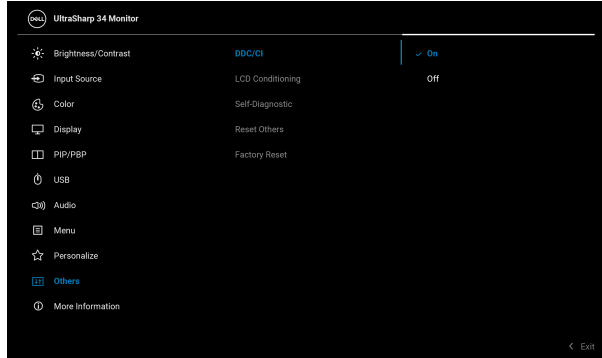 DELL UltraSharp 34 Monitor
Brightness/Contrast DDC/CI On
Input Source LCD Conditioning Off
Color Self-Diagnostic
Display Reset Others
PIP/PBP Factory Reset
USB
Audio
Menu
Personalize
Others
More Information
Exit